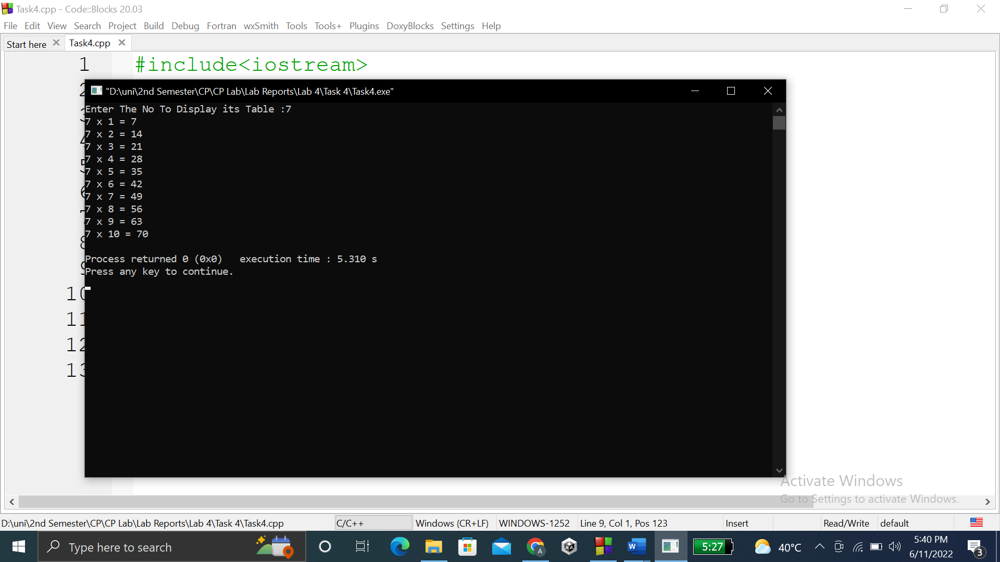 Task4.cpp - Code::Blocks 20.03
File Edit View Search Project Build Debug Fortran wxSmith Tools Tools+ Plugins DoxyBlocks Settings Help
Start here Task4.cpp
1 #include<iostream>
2
"D:\uni\2nd Semester\CP\CP Lab\Lab Reports\Lab 4\Task 4\Task4.exe"
Enter The No To Display its Table :7
7 x 1 = 7
7 x 2 = 14
7 x 3 = 21
7 x 4 = 28
7 x 5 = 35
7 x 6 = 42
7 x 7 = 49
7 x 8 = 56
7 x 9 = 63
7 x 10 = 70
Process returned 0 (0x0)   execution time : 5.310 s
Press any key to continue.
10
11
12
13
Activate Windows
Go to Settings to activate Windows.
D:\uni\2nd Semester\CP\CP Lab\Lab Reports\Lab 4\Task 4\Task4.cpp C/C++ Windows (CR+LF) WINDOWS-1252 Line 9, Col 1, Pos 123 Insert Read/Write default
Type here to search 5:27 40°C 5:40 PM
6/11/2022 3